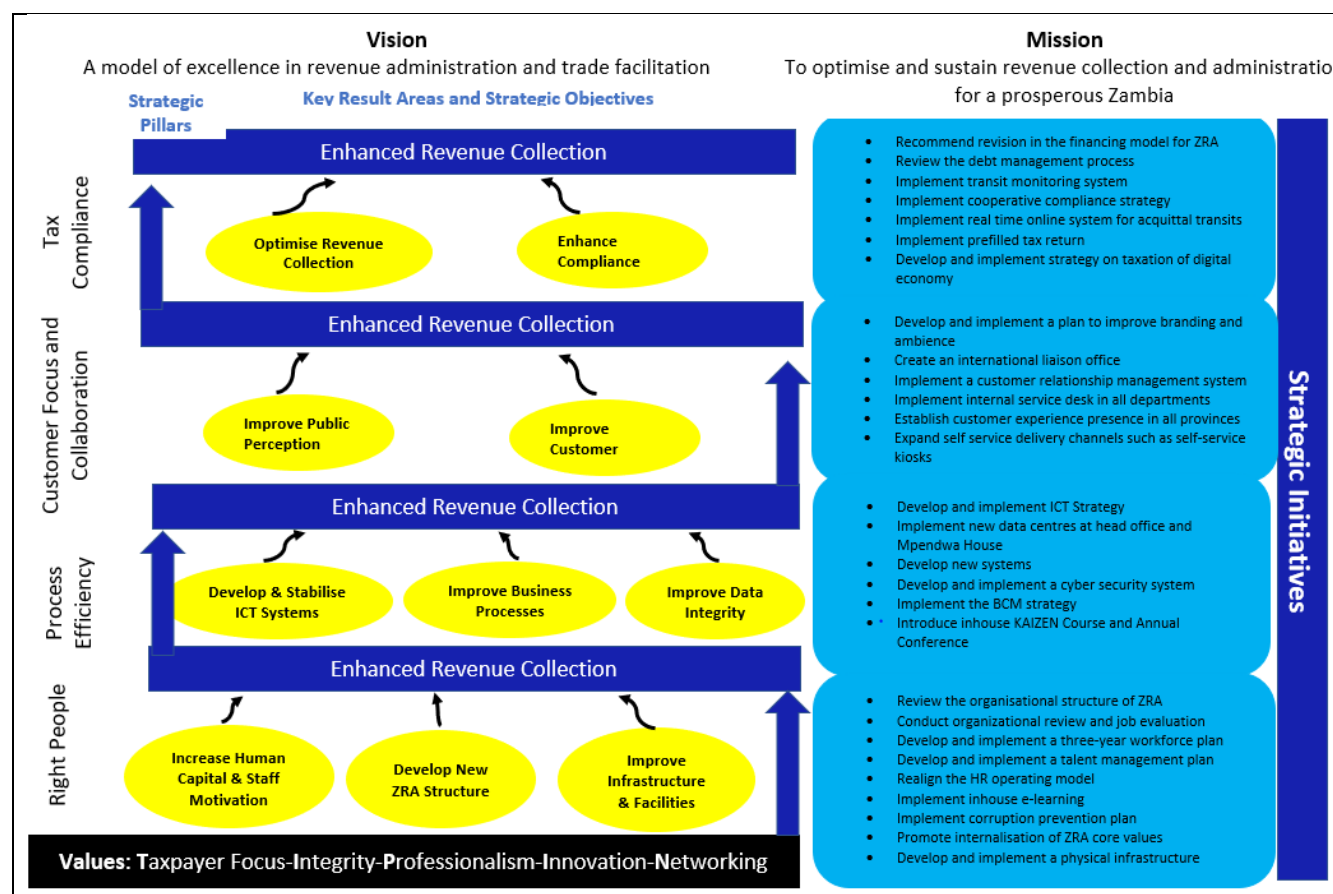 Vision
A model of excellence in revenue administration and trade facilitation
Mission
To optimise and sustain revenue collection and administratio
for a prosperous Zambia
Strategic
Pillars
Key Result Areas and Strategic Objectives
Tax
Compliance
Enhanced Revenue Collection
Optimise Revenue
Collection
Enhance
Compliance
• Recommend revision in the financing model for ZRA
• Review the debt management process
• Implement transit monitoring system
• Implement cooperative compliance strategy
• Implement real time online system for acquittal transits
• Implement prefilled tax return
• Develop and implement strategy on taxation of digital
economy
Customer Focus and
Collaboration
Enhanced Revenue Collection
Improve Public
Perception
Improve
Customer
• Develop and implement a plan to improve branding and
ambience
• Create an international liaison office
• Implement a customer relationship management system
• Implement internal service desk in all departments
• Establish customer experience presence in all provinces
• Expand self service delivery channels such as self-service
kiosks
Process
Efficiency
Enhanced Revenue Collection
Develop & Stabilise
ICT Systems
Improve Business
Processes
Improve Data
Integrity
• Develop and implement ICT Strategy
• Implement new data centres at head office and
Mpendwa House
• Develop new systems
• Develop and implement a cyber security system
• Implement the BCM strategy
• Introduce inhouse KAIZEN Course and Annual
Conference
Right People
Enhanced Revenue Collection
Increase Human
Capital & Staff
Motivation
Develop New
ZRA Structure
Improve
Infrastructure
& Facilities
• Review the organisational structure of ZRA
• Conduct organizational review and job evaluation
• Develop and implement a three-year workforce plan
• Develop and implement a talent management plan
• Realign the HR operating model
• Implement inhouse e-learning
• Implement corruption prevention plan
• Promote internalisation of ZRA core values
• Develop and implement a physical infrastructure
Strategic Initiatives
Values: Taxpayer Focus-Integrity-Professionalism-Innovation-Networking